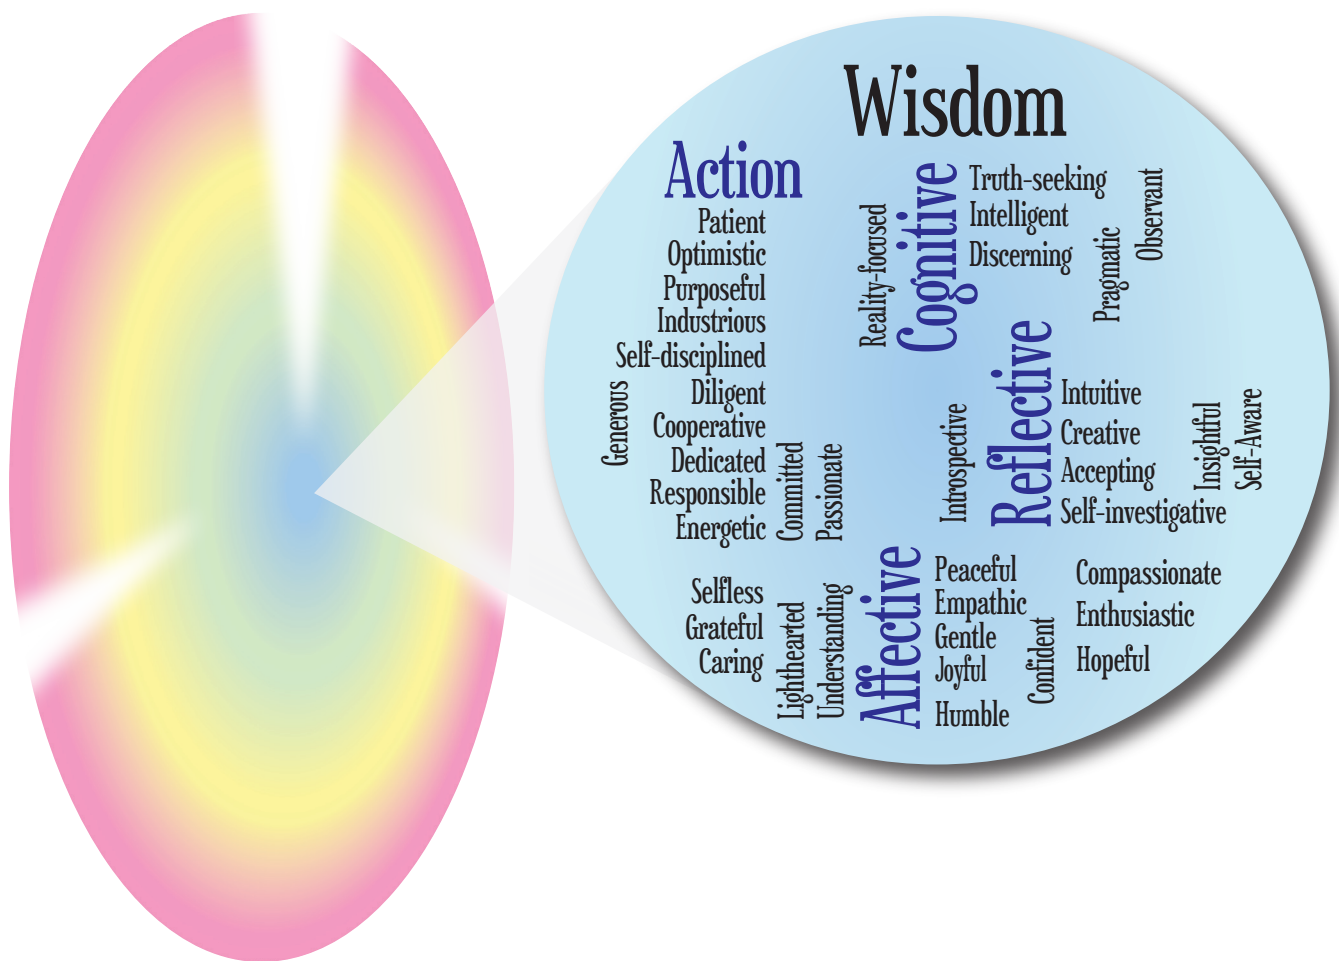 Wisdom
Action
Patient
Optimistic
Purposeful
Industrious
Self-disciplined
Diligent
Cooperative
Dedicated
Responsible
Energetic
Generous
Committed
Passionate
Selfless
Grateful
Caring
Lighthearted
Understanding
Cognitive
Reality-focused
Truth-seeking
Intelligent
Discerning
Pragmatic
Observant
Reflective
Introspective
Intuitive
Creative
Accepting
Self-investigative
Insightful
Self-Aware
Affective
Peaceful
Empathic
Gentle
Joyful
Humble
Confident
Compassionate
Enthusiastic
Hopeful